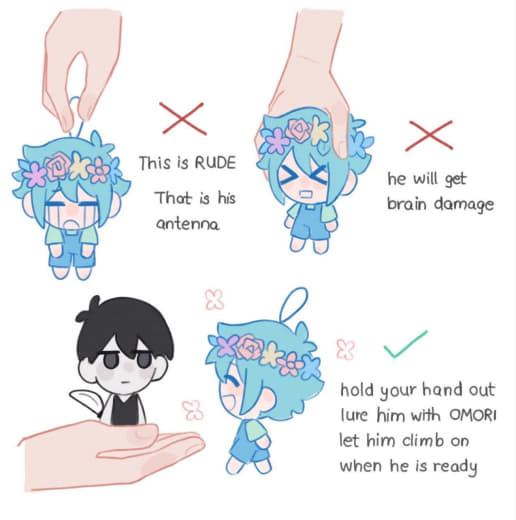 This is RUDE
That is his
antenna
he will get
brain damage
hold your hand out
lure him with OMORI
let him climb on
when he is ready